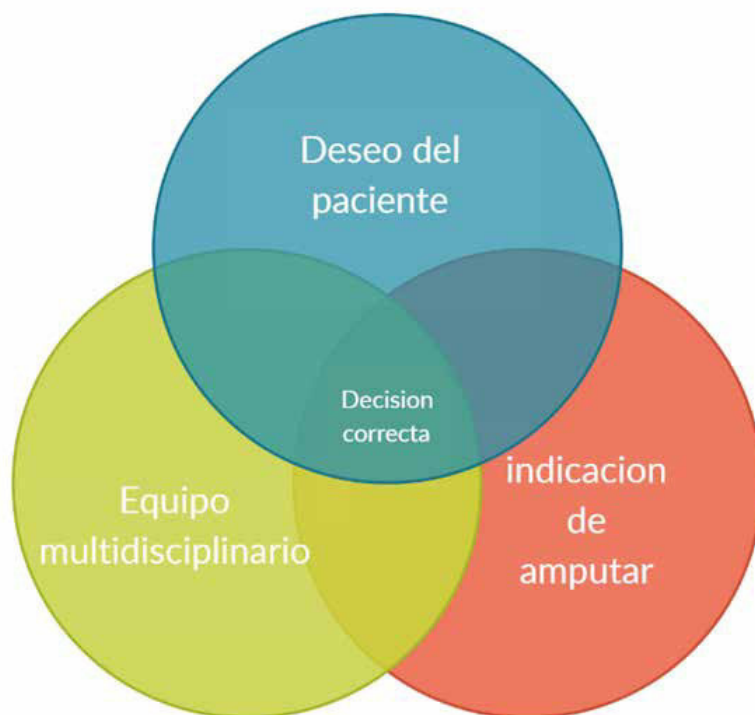 Deseo del
paciente
Decision
correcta
Equipo
multidisciplinario
indicacion
de
amputar